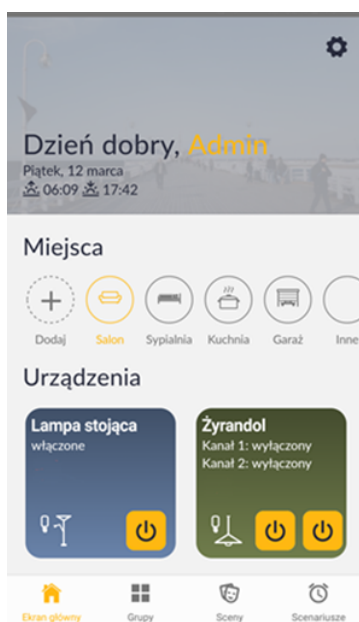 Dzień dobry, Admin
Piątek, 12 marca
06:09 17:42
Miejsca
Dodaj Salon Sypialnia Kuchnia Garaż Inne
Urządzenia
Lampa stojąca
włączone
Żyrandol
Kanał 1: wyłączony
Kanał 2: wyłączony
Ekran główny Grupy Sceny Scenariusze